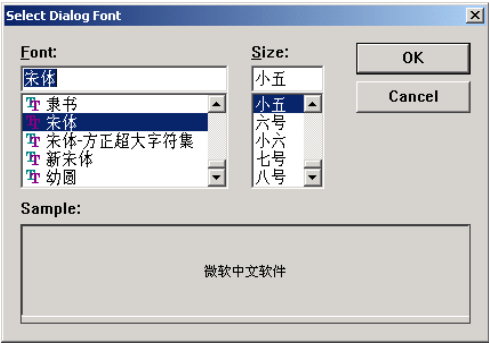 Select Dialog Font
Font:
Size:
OK
宋体
小五
Cancel
隶书
宋体
宋体-方正超大字符集
新宋体
幼圆
小五
六号
小六
七号
八号
Sample:
微软中文软件